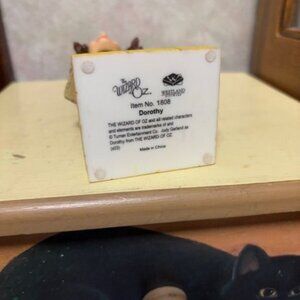 THE WIZARD OF OZ
WESTLAND
Item No. 1808
Dorothy
THE WIZARD OF OZ and all related characters
and elements are trademarks of and
© Turner Entertainment Co. Judy Garland as
Dorothy from THE WIZARD OF OZ.
Made in China